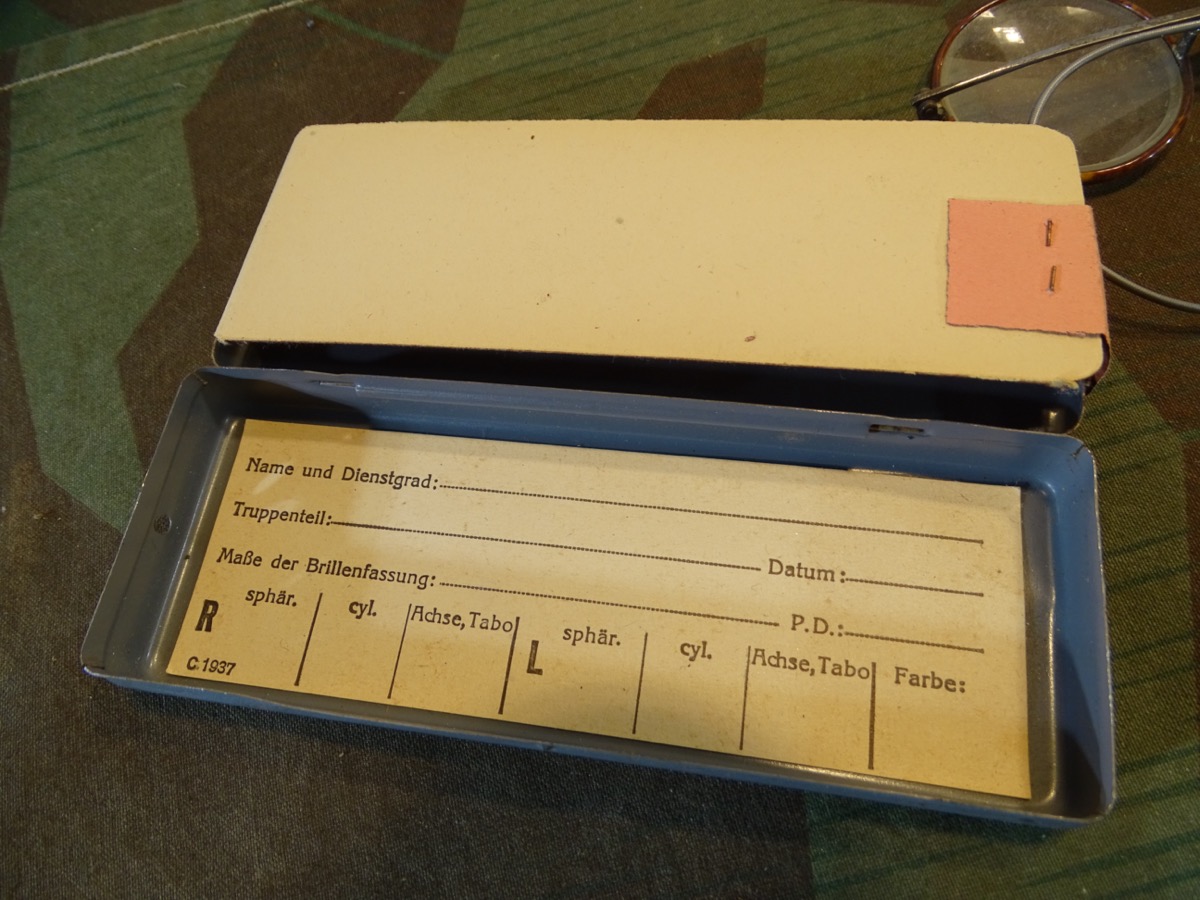 Name und Dienstgrad:
Truppenteil: Datum:
Maße der Brillenfassung: P.D.:
R sphär. cyl. Achse, Tabo L sphär. cyl. Achse, Tabo Farbe:
C.1937